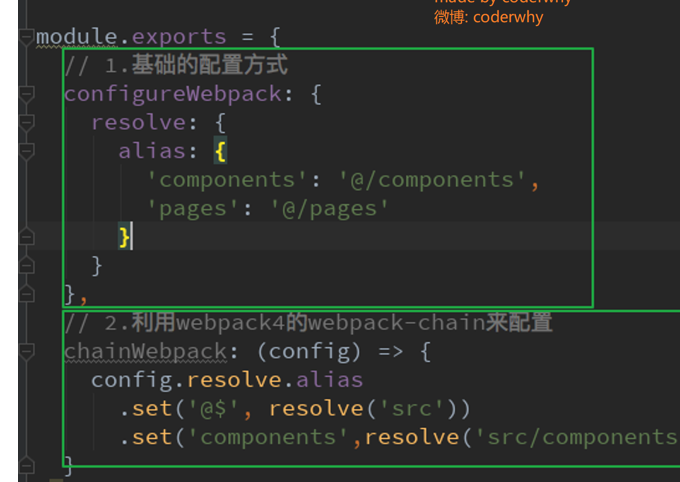 made by coderwhy
微博: coderwhy
module.exports = {
// 1.基础的配置方式
configureWebpack: {
resolve: {
alias: {
'components': '@/components',
'pages': '@/pages'
}
}
},
// 2.利用webpack4的webpack-chain来配置
chainWebpack: (config) => {
config.resolve.alias
.set('@$', resolve('src'))
.set('components',resolve('src/components
}